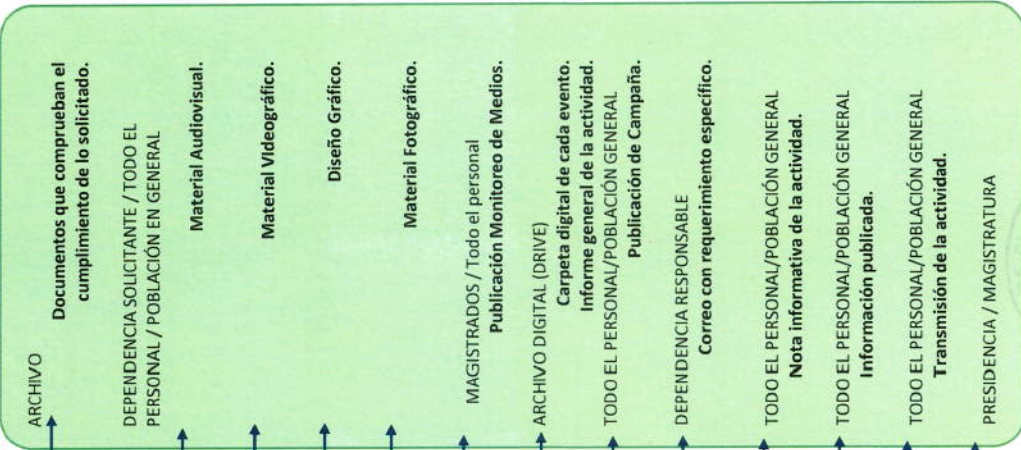 ARCHIVO
Documentos que comprueban el
cumplimiento de lo solicitado.
DEPENDENCIA SOLICITANTE / TODO EL
PERSONAL / POBLACIÓN EN GENERAL
Material Audiovisual.
Material Videográfico.
Diseño Gráfico.
Material Fotográfico.
MAGISTRADOS / Todo el personal
Publicación Monitoreo de Medios.
ARCHIVO DIGITAL (DRIVE)
Carpeta digital de cada evento.
Informe general de la actividad.
TODO EL PERSONAL/POBLACIÓN GENERAL
Publicación de Campaña.
DEPENDENCIA RESPONSABLE
Correo con requerimiento específico.
TODO EL PERSONAL/POBLACIÓN GENERAL
Nota informativa de la actividad.
TODO EL PERSONAL/POBLACIÓN GENERAL
Información publicada.
TODO EL PERSONAL/POBLACIÓN GENERAL
Transmisión de la actividad.
PRESIDENCIA / MAGISTRATURA